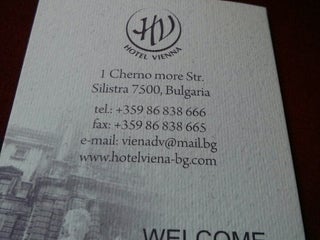 HV
HOTEL VIENNA
1 Cherno more Str.
Silistra 7500, Bulgaria
tel.: +359 86 838 666
fax: +359 86 838 665
e-mail: vienadv@mail.bg
www.hotelviena-bg.com
WELCOME